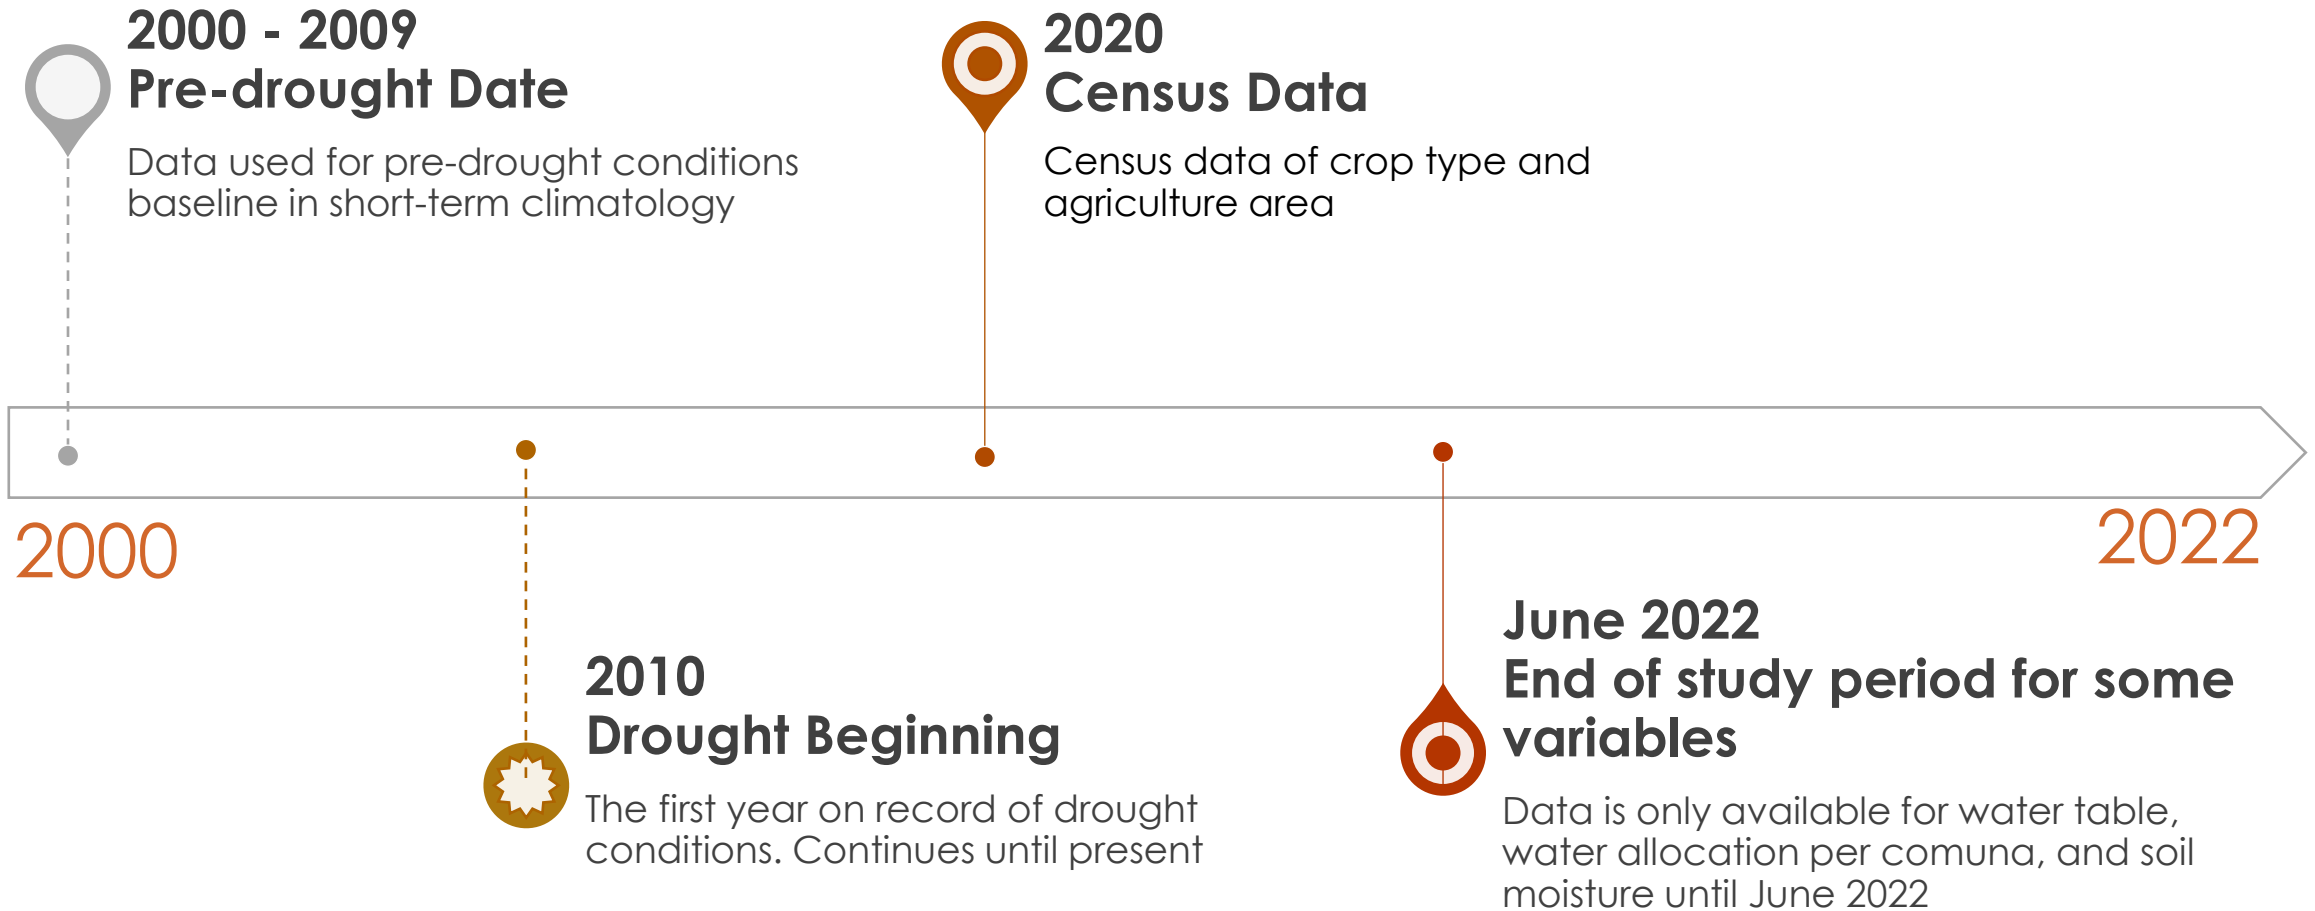 2000 - 2009
Pre-drought Date
Data used for pre-drought conditions
baseline in short-term climatology
2020
Census Data
Census data of crop type and
agriculture area
2000
2022
2010
Drought Beginning
The first year on record of drought
conditions. Continues until present
June 2022
End of study period for some
variables
Data is only available for water table,
water allocation per comuna, and soil
moisture until June 2022